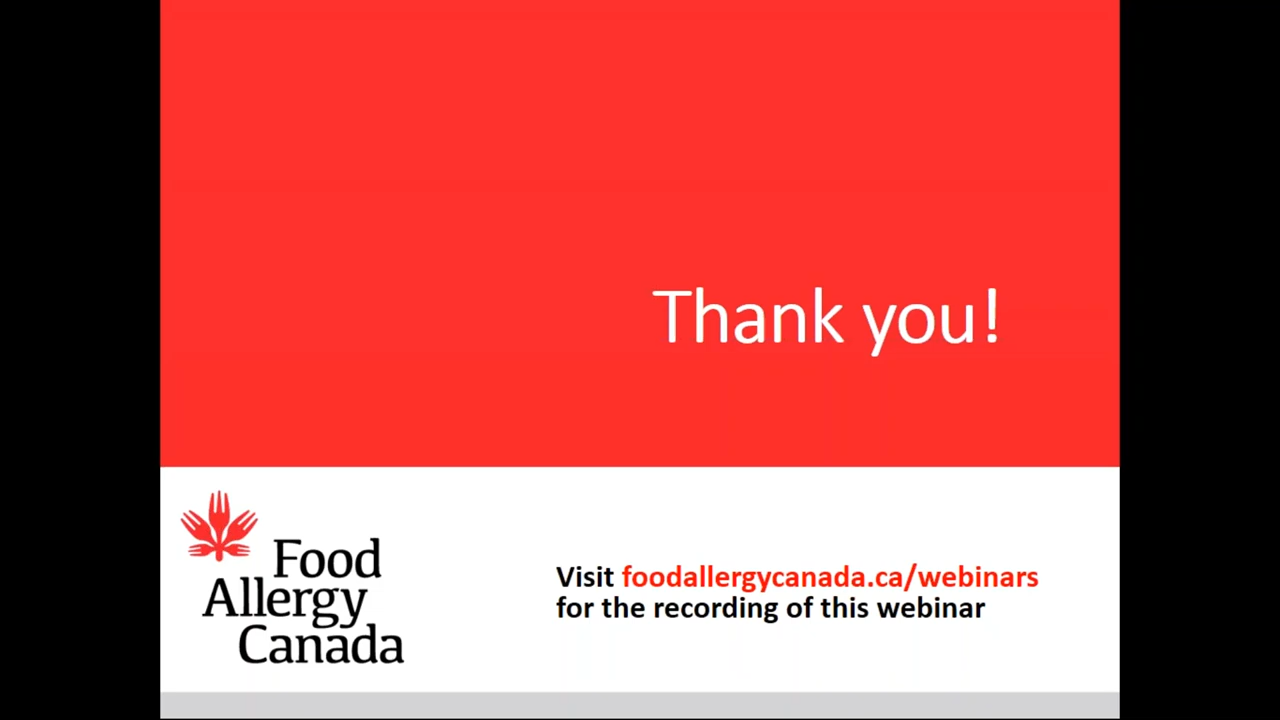 Thank you!
Food
Allergy
Canada
Visit foodallergycanada.ca/webinars
for the recording of this webinar